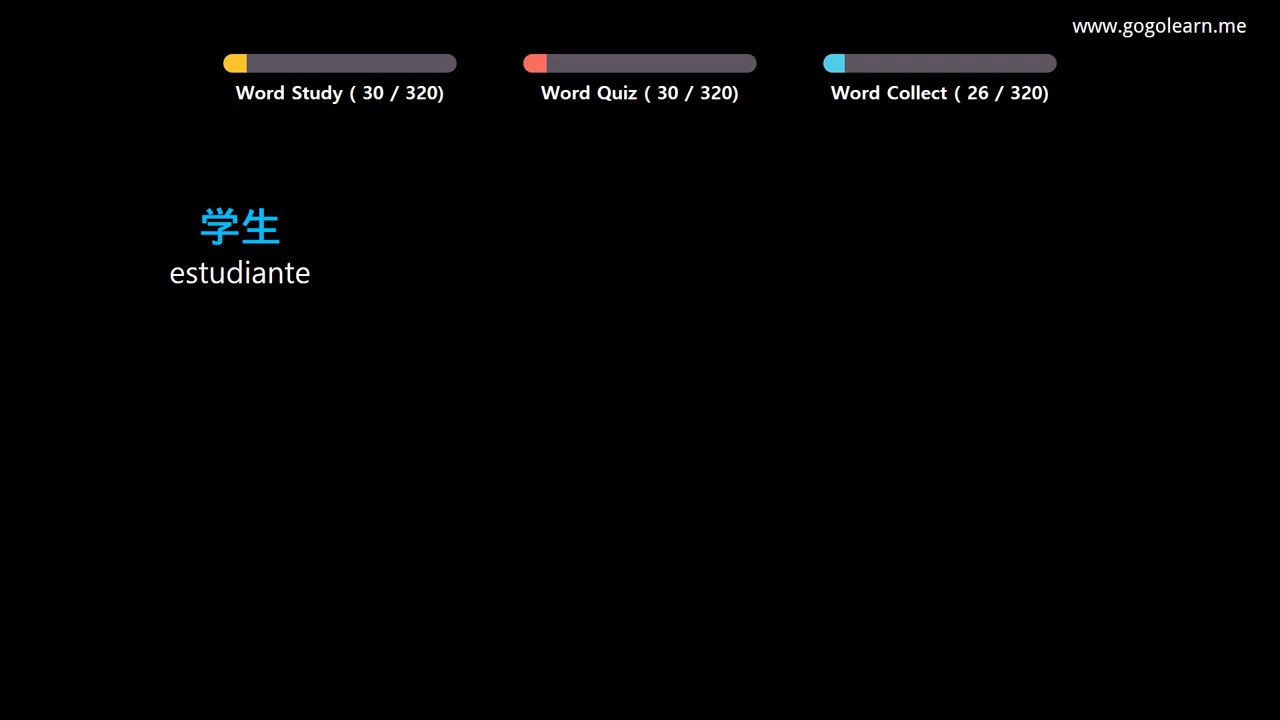 www.gogolearn.me
Word Study ( 30 / 320)
Word Quiz ( 30 / 320)
Word Collect ( 26 / 320)
学生
estudiante